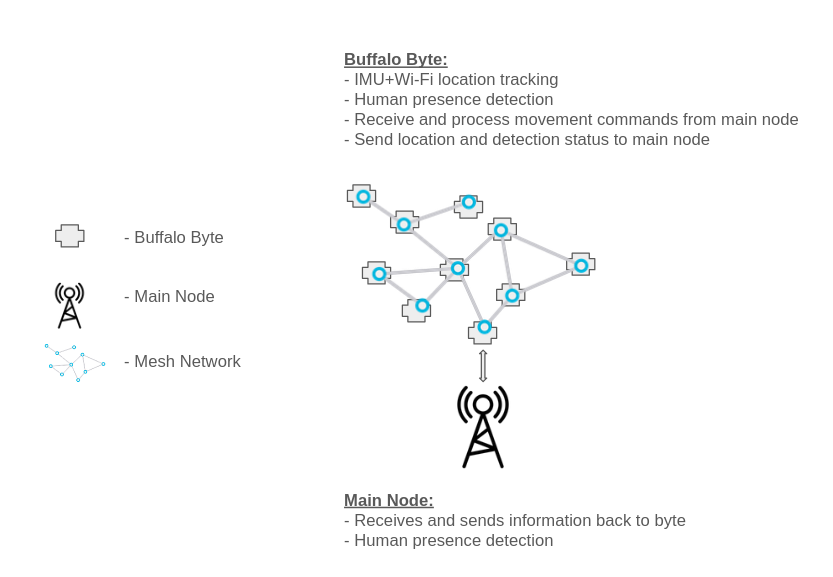 Buffalo Byte:
- IMU+Wi-Fi location tracking
- Human presence detection
- Receive and process movement commands from main node
- Send location and detection status to main node
- Buffalo Byte
- Main Node
- Mesh Network
Main Node:
- Receives and sends information back to byte
- Human presence detection